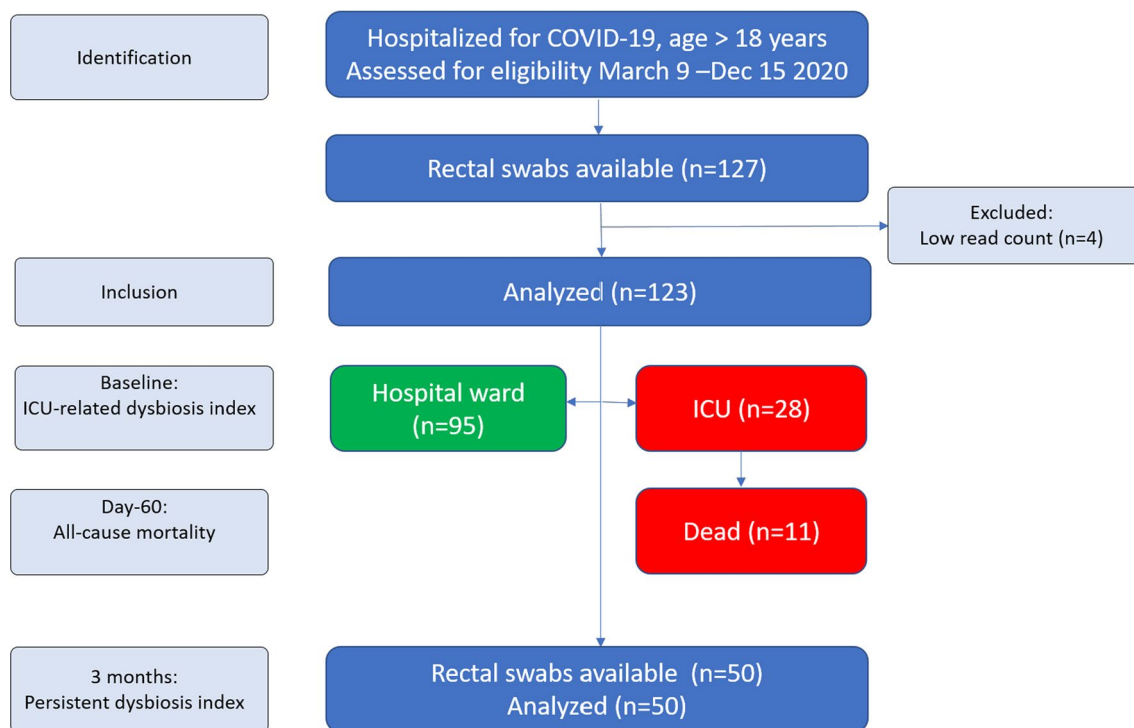 Identification
Hospitalized for COVID-19, age > 18 years
Assessed for eligibility March 9 –Dec 15 2020
Rectal swabs available (n=127)
Excluded:
Low read count (n=4)
Inclusion
Analyzed (n=123)
Baseline:
ICU-related dysbiosis index
Hospital ward
(n=95)
ICU (n=28)
Day-60:
All-cause mortality
Dead (n=11)
3 months:
Persistent dysbiosis index
Rectal swabs available (n=50)
Analyzed (n=50)